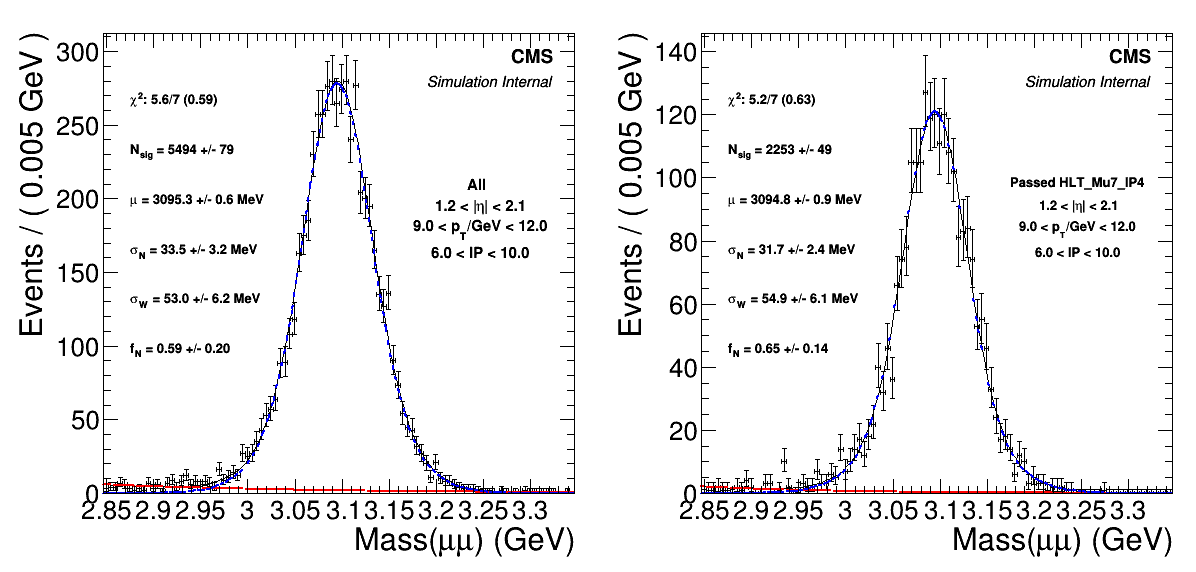 Events / ( 0.005 GeV )
300
250
200
150
100
50
0
CMS
Simulation Internal
χ²: 5.6/7 (0.59)
N_sig = 5494 +/- 79
μ = 3095.3 +/- 0.6 MeV
σ_N = 33.5 +/- 3.2 MeV
σ_W = 53.0 +/- 6.2 MeV
f_N = 0.59 +/- 0.20
All
1.2 < |η| < 2.1
9.0 < p_T/GeV < 12.0
6.0 < IP < 10.0
2.85 2.9 2.95 3 3.05 3.1 3.15 3.2 3.25 3.3
Mass(μμ) (GeV)
Events / ( 0.005 GeV )
140
120
100
80
60
40
20
0
CMS
Simulation Internal
χ²: 5.2/7 (0.63)
N_sig = 2253 +/- 49
μ = 3094.8 +/- 0.9 MeV
σ_N = 31.7 +/- 2.4 MeV
σ_W = 54.9 +/- 6.1 MeV
f_N = 0.65 +/- 0.14
Passed HLT_Mu7_IP4
1.2 < |η| < 2.1
9.0 < p_T/GeV < 12.0
6.0 < IP < 10.0
2.85 2.9 2.95 3 3.05 3.1 3.15 3.2 3.25 3.3
Mass(μμ) (GeV)